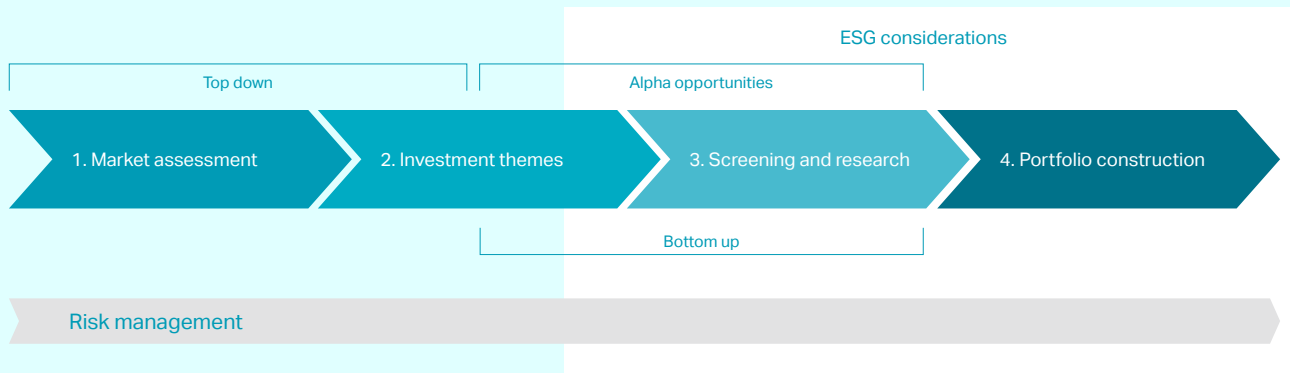 ESG considerations
Top down
Alpha opportunities
1. Market assessment
2. Investment themes
3. Screening and research
4. Portfolio construction
Bottom up
Risk management